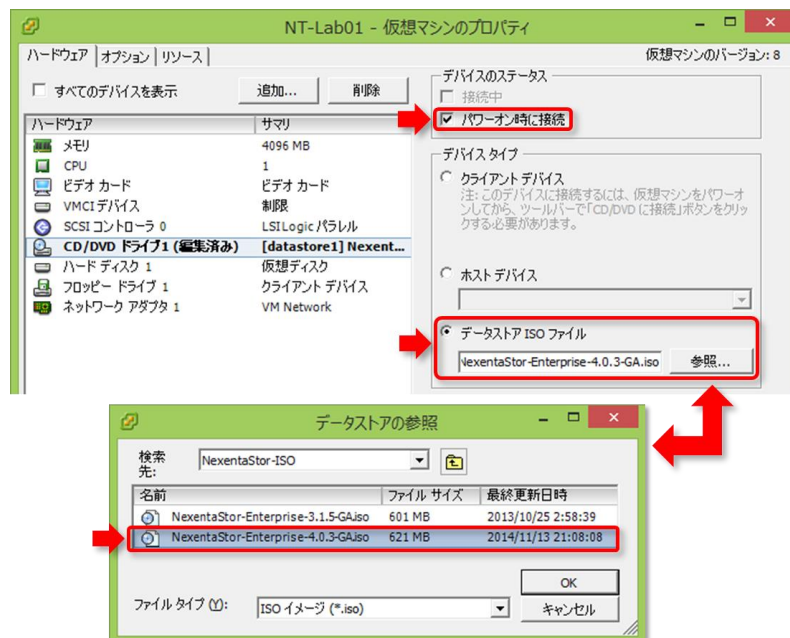 NT-Lab01 - 仮想マシンのプロパティ
ハードウェア オプション リソース
仮想マシンのバージョン: 8
すべてのデバイスを表示
追加...
削除
ハードウェア サマリ
メモリ 4096 MB
CPU 1
ビデオ カード ビデオ カード
VMCI デバイス 制限
SCSI コントローラ 0 LSI Logic パラレル
CD/DVD ドライブ1 (編集済み) [datastore1] Nexent...
ハード ディスク 1 仮想ディスク
フロッピー ドライブ 1 クライアント デバイス
ネットワーク アダプタ 1 VM Network
デバイスのステータス
接続中
パワーオン時に接続
デバイス タイプ
クライアント デバイス
注: このデバイスに接続するには、仮想マシンをパワーオ
ンしてから、ツールバーで「CD/DVD に接続」ボタンをクリッ
クする必要があります。
ホスト デバイス
データストア ISO ファイル
NexentaStor-Enterprise-4.0.3-GA.iso
参照...
データストアの参照
検索
先:
NexentaStor-ISO
名前 ファイル サイズ 最終更新日時
NexentaStor-Enterprise-3.1.5-GA.iso 601 MB 2013/10/25 2:58:39
NexentaStor-Enterprise-4.0.3-GA.iso 621 MB 2014/11/13 21:08:08
OK
ファイル タイプ (Y): ISO イメージ (*.iso)
キャンセル